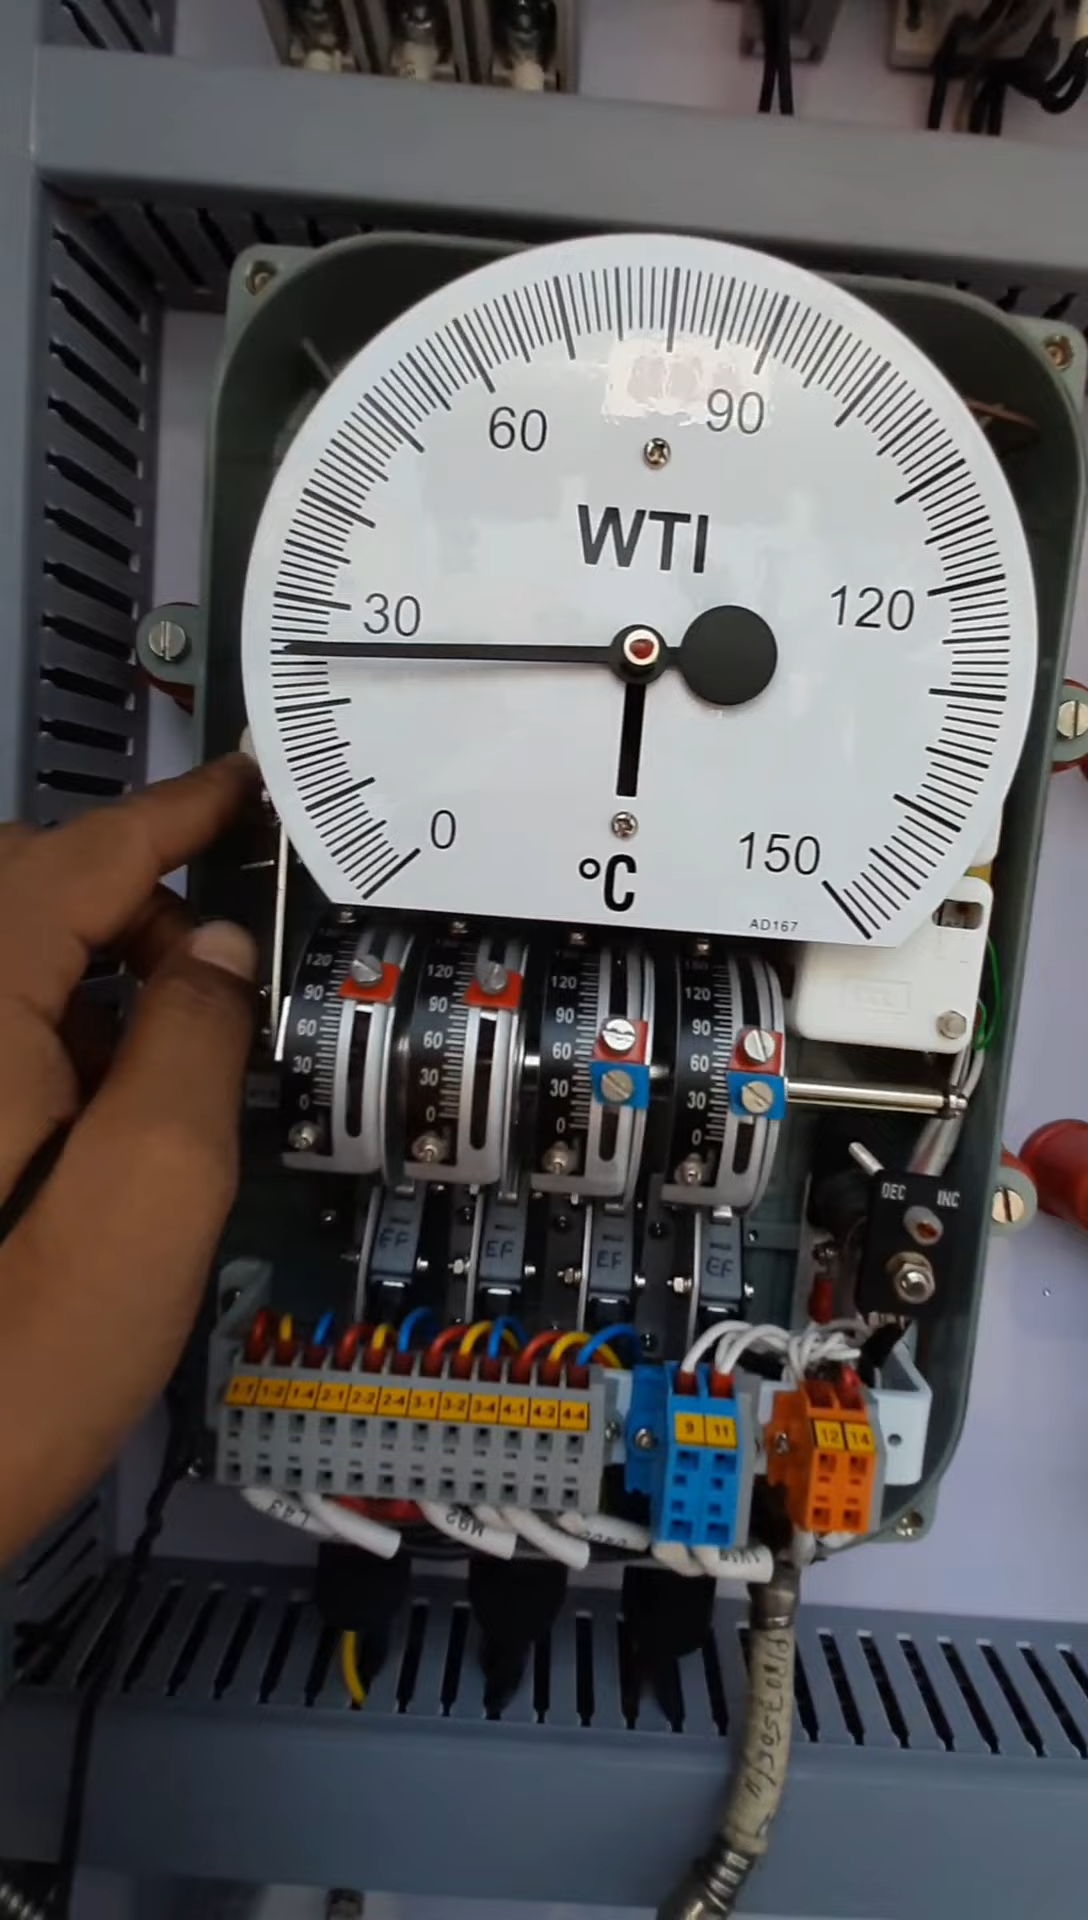 60
90
WTI
30
120
0
150
°C
AD167
120 120 120 120
90 90 90 90
60 60 60 60
30 30 30 30
0 0 0 0
DEC INC
EF EF EF EF
1-1 1-2 1-4 2-1 2-2 2-4 3-1 3-2 3-4 4-1 4-2 4-4
9 11
12 14